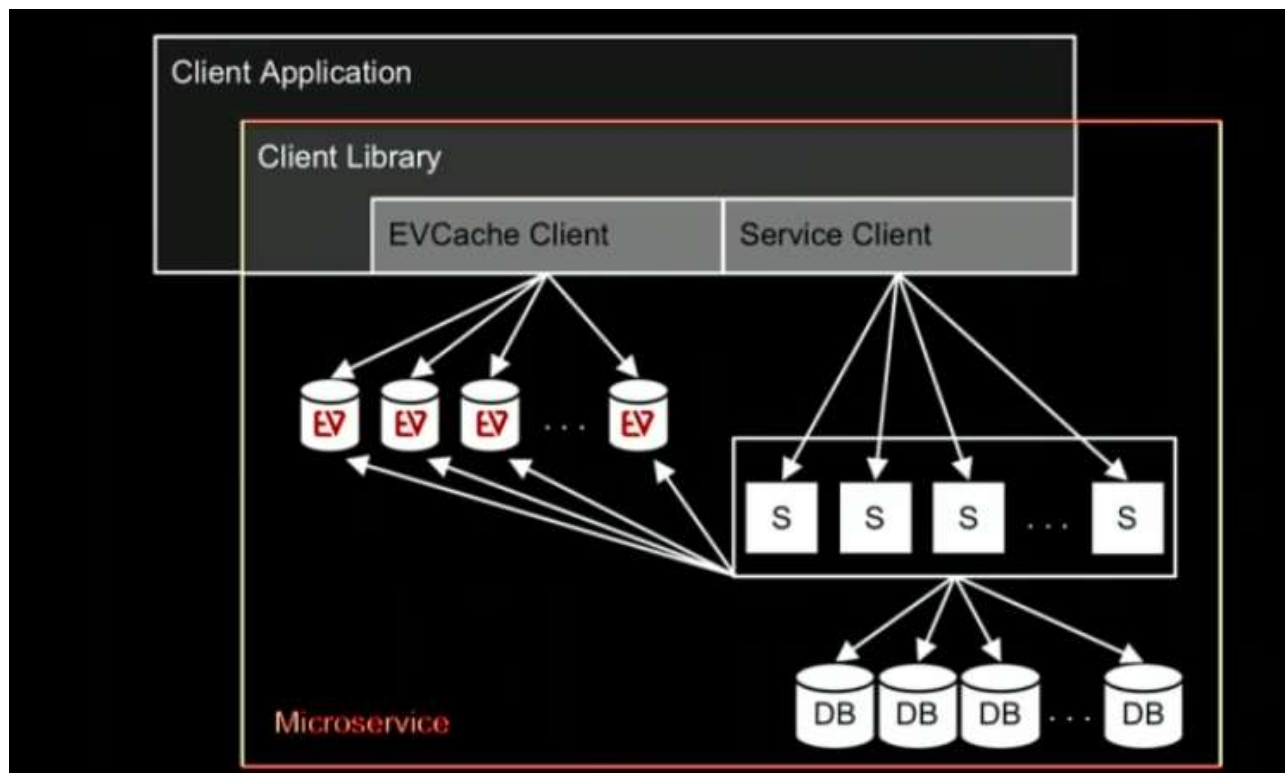 Client Application
Client Library
EVCache Client
Service Client
EV EV EV ... EV
S S S ... S
DB DB DB ... DB
Microservice